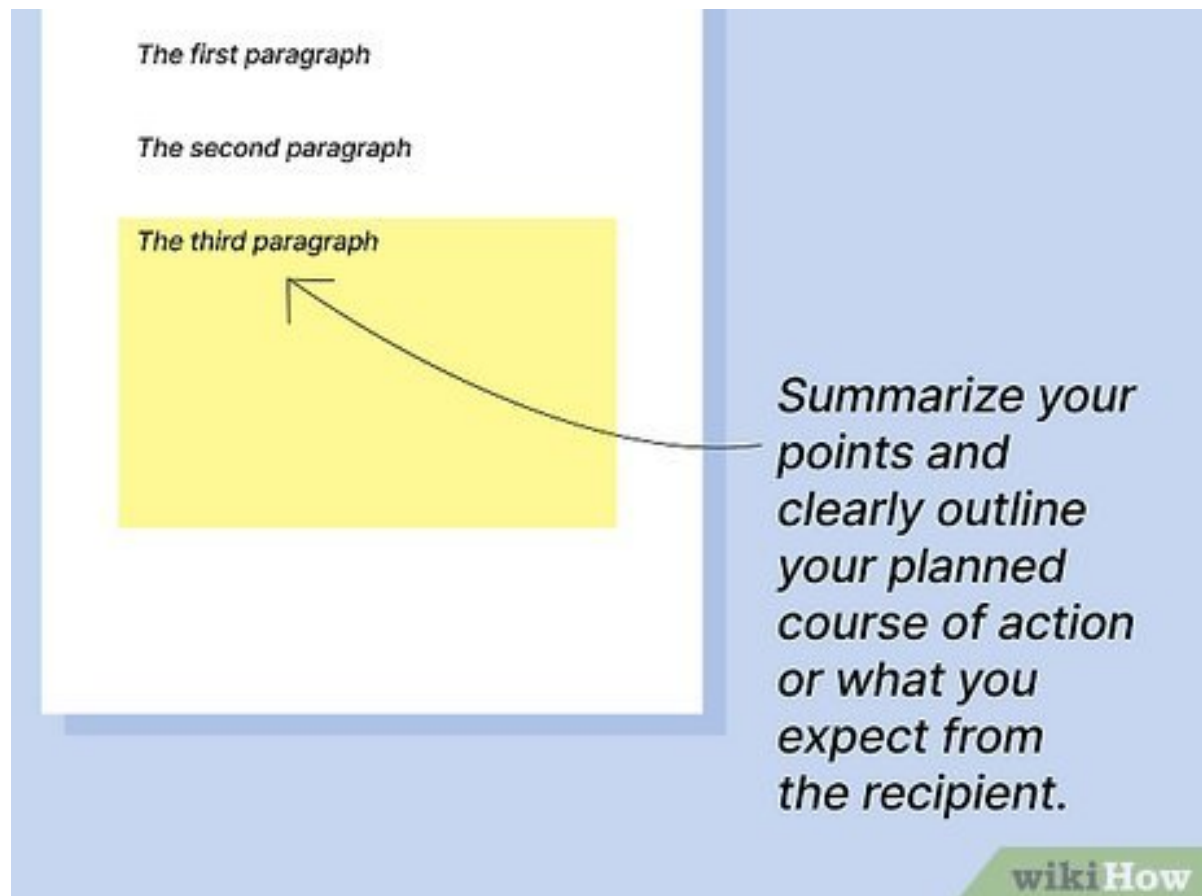 The first paragraph
The second paragraph
The third paragraph
Summarize your
points and
clearly outline
your planned
course of action
or what you
expect from
the recipient.
wikiHow